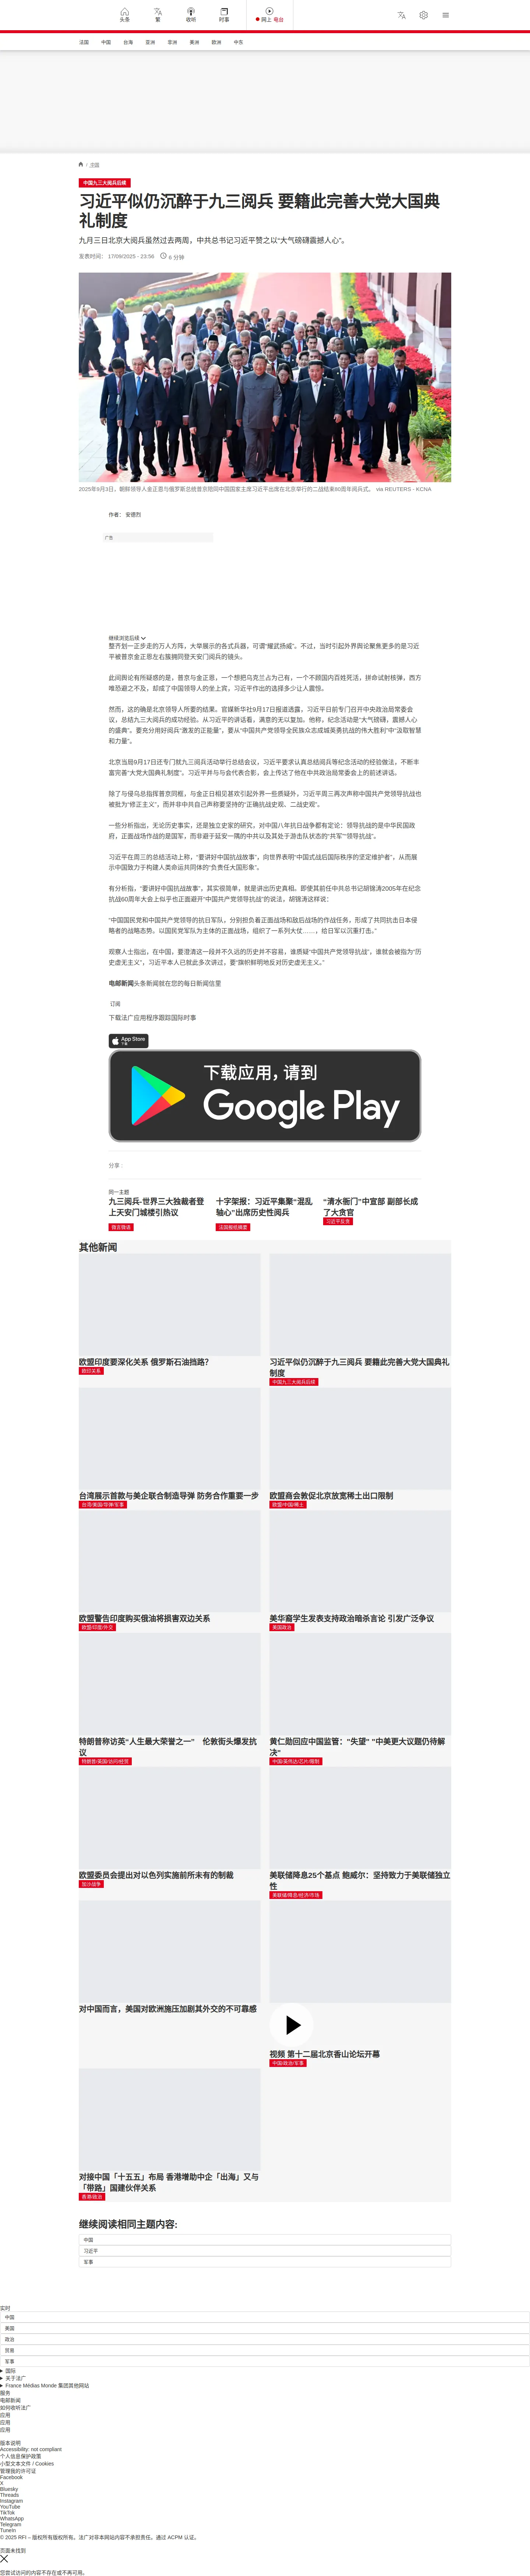 头条
繁
收听
时事
网上 电台
法国
中国
台海
亚洲
非洲
美洲
欧洲
中东
广告
/ 中国
中国九三大阅兵后续
习近平似仍沉醉于九三阅兵 要籍此完善大党大国典
礼制度
九月三日北京大阅兵虽然过去两周，中共总书记习近平赞之以“大气磅礴震撼人心”。
发表时间： 17/09/2025 - 23:56 6 分钟
2025年9月3日，朝鲜领导人金正恩与俄罗斯总统普京陪同中国国家主席习近平出席在北京举行的二战结束80周年阅兵式。 via REUTERS - KCNA
作者： 安德烈
广告
继续浏览后续
整齐划一正步走的万人方阵，大举展示的各式兵器，可谓“耀武扬威”。不过，当时引起外界舆论聚焦更多的是习近
平被普京金正恩左右簇拥同登天安门阅兵的镜头。
此间舆论有所疑惑的是，普京与金正恩，一个想把乌克兰占为己有，一个不顾国内百姓死活，拼命试射核弹，西方
唯恐避之不及，却成了中国领导人的坐上宾，习近平作出的选择多少让人震惊。
然而，这的确是北京领导人所要的结果。官媒新华社9月17日报道透露，习近平日前专门召开中央政治局常委会
议，总结九三大阅兵的成功经验。从习近平的讲话看，满意的无以复加。他称，纪念活动是“大气磅礴，震撼人心
的盛典”。要充分用好阅兵“激发的正能量”，要从“中国共产党领导全民族众志成城英勇抗战的伟大胜利”中“汲取智慧
和力量”。
北京当局9月17日还专门就九三阅兵活动举行总结会议，习近平要求认真总结阅兵等纪念活动的经验做法，不断丰
富完善“大党大国典礼制度”。习近平并与与会代表合影，会上传达了他在中共政治局常委会上的前述讲话。
除了与侵乌总指挥普京同框，与金正日相见甚欢引起外界一些质疑外，习近平周三再次声称中国共产党领导抗战也
被批为“修正主义”，而并非中共自己声称要坚持的“正确抗战史观、二战史观”。
一些分析指出，无论历史事实，还是独立史家的研究，对中国八年抗日战争都有定论：领导抗战的是中华民国政
府，正面战场作战的是国军，而非避于延安一隅的中共以及其处于游击队状态的“共军”“领导抗战”。
习近平在周三的总结活动上称，“要讲好中国抗战故事”，向世界表明“中国式战后国际秩序的坚定维护者”，从而展
示中国致力于构建人类命运共同体的“负责任大国形象”。
有分析指，“要讲好中国抗战故事”，其实很简单，就是讲出历史真相。即使其前任中共总书记胡锦涛2005年在纪念
抗战60周年大会上似乎也正面避开“中国共产党领导抗战”的说法，胡锦涛这样说：
“中国国民党和中国共产党领导的抗日军队，分别担负着正面战场和敌后战场的作战任务，形成了共同抗击日本侵
略者的战略态势。以国民党军队为主体的正面战场，组织了一系列大仗……，给日军以沉重打击。”
观察人士指出，在中国，要澄清这一段并不久远的历史并不容易，谁质疑“中国共产党领导抗战”，谁就会被指为“历
史虚无主义”，习近平本人已就此多次讲过，要“旗帜鲜明地反对历史虚无主义。”
电邮新闻头条新闻就在您的每日新闻信里
订阅
下载法广应用程序跟踪国际时事
App Store
下载
下载应用，请到
Google Play
分享 :
同一主题
九三阅兵-世界三大独裁者登
上天安门城楼引热议
微言微语
十字架报：习近平集聚“混乱
轴心”出席历史性阅兵
法国报纸摘要
“清水衙门”中宣部 副部长成
了大贪官
习近平反贪
其他新闻
欧盟印度要深化关系 俄罗斯石油挡路？
欧印关系
习近平似仍沉醉于九三阅兵 要籍此完善大党大国典礼
制度
中国九三大阅兵后续
台湾展示首款与美企联合制造导弹 防务合作重要一步
台湾/美国/导弹/军事
欧盟商会敦促北京放宽稀土出口限制
欧盟/中国/稀土
欧盟警告印度购买俄油将损害双边关系
欧盟/印度/外交
美华裔学生发表支持政治暗杀言论 引发广泛争议
美国政治
特朗普称访英“人生最大荣誉之一” 伦敦街头爆发抗
议
特朗普/英国/访问/经贸
黄仁勋回应中国监管：“失望” “中美更大议题仍待解
决”
中国/英伟达/芯片/限制
欧盟委员会提出对以色列实施前所未有的制裁
加沙战争
美联储降息25个基点 鲍威尔：坚持致力于美联储独立
性
美联储/降息/经济/市场
对中国而言，美国对欧洲施压加剧其外交的不可靠感
视频 第十二届北京香山论坛开幕
中国/政治/军事
对接中国「十五五」布局 香港增助中企「出海」又与
「带路」国建伙伴关系
香港/政治
继续阅读相同主题内容:
中国
习近平
军事
实时
中国
美国
政治
贸易
军事
国际
关于法广
France Médias Monde 集团其他网站
服务
电邮新闻
如何收听法广
应用
应用
应用
版本说明
Accessibility: not compliant
个人信息保护政策
小型文本文件 / Cookies
管理我的许可证
Facebook
X
Bluesky
Threads
Instagram
YouTube
TikTok
WhatsApp
Telegram
TuneIn
© 2025 RFI – 版权所有版权所有。法广对非本网站内容不承担责任。通过 ACPM 认证。
页面未找到
您尝试访问的内容不存在或不再可用。